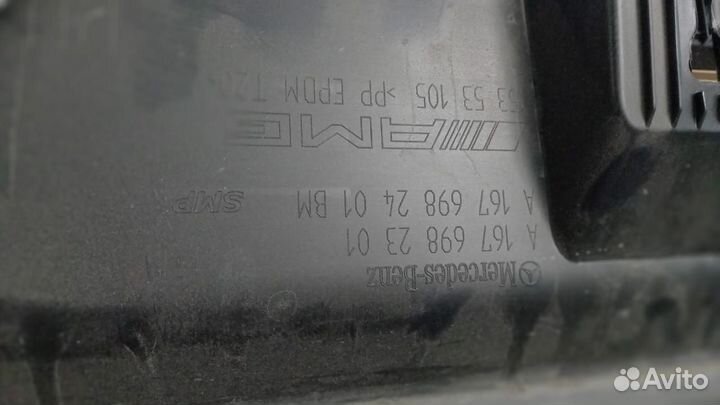 Mercedes-Benz
A 167 698 23 01
A 167 698 24 01 BM SMP
AMG
53 53 105 >PP EPDM T20
Avito